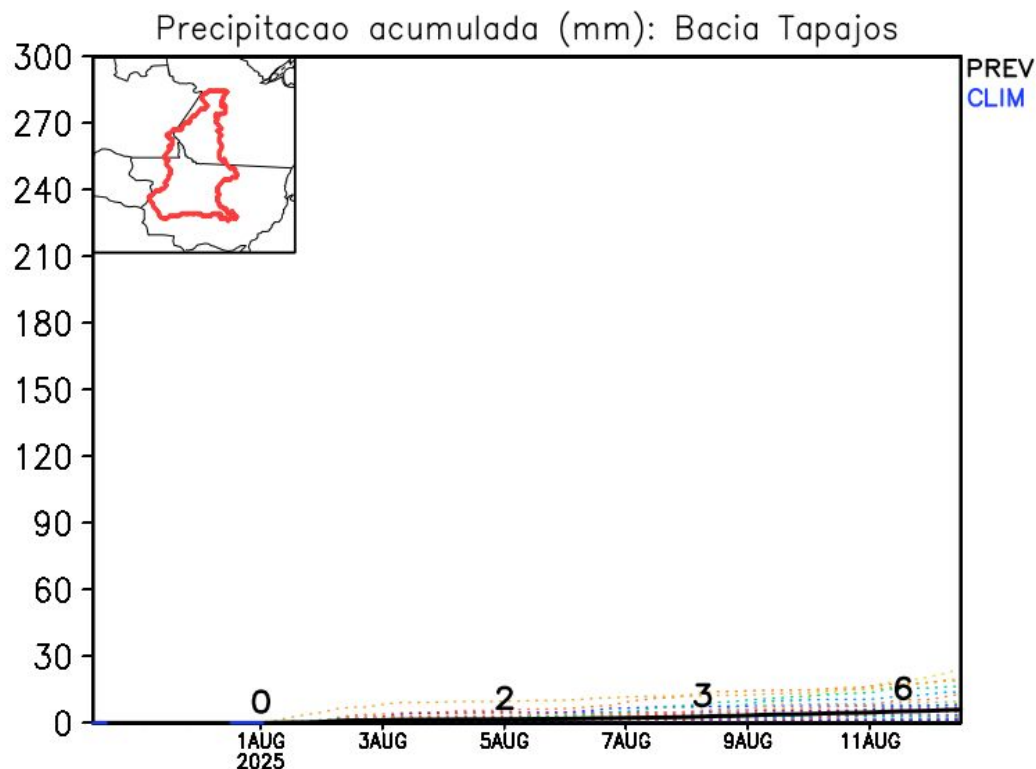 Precipitacao acumulada (mm): Bacia Tapajos
PREV
CLIM
300
270
240
210
180
150
120
90
60
30
0
0 2 3 6
1AUG 3AUG 5AUG 7AUG 9AUG 11AUG
2025